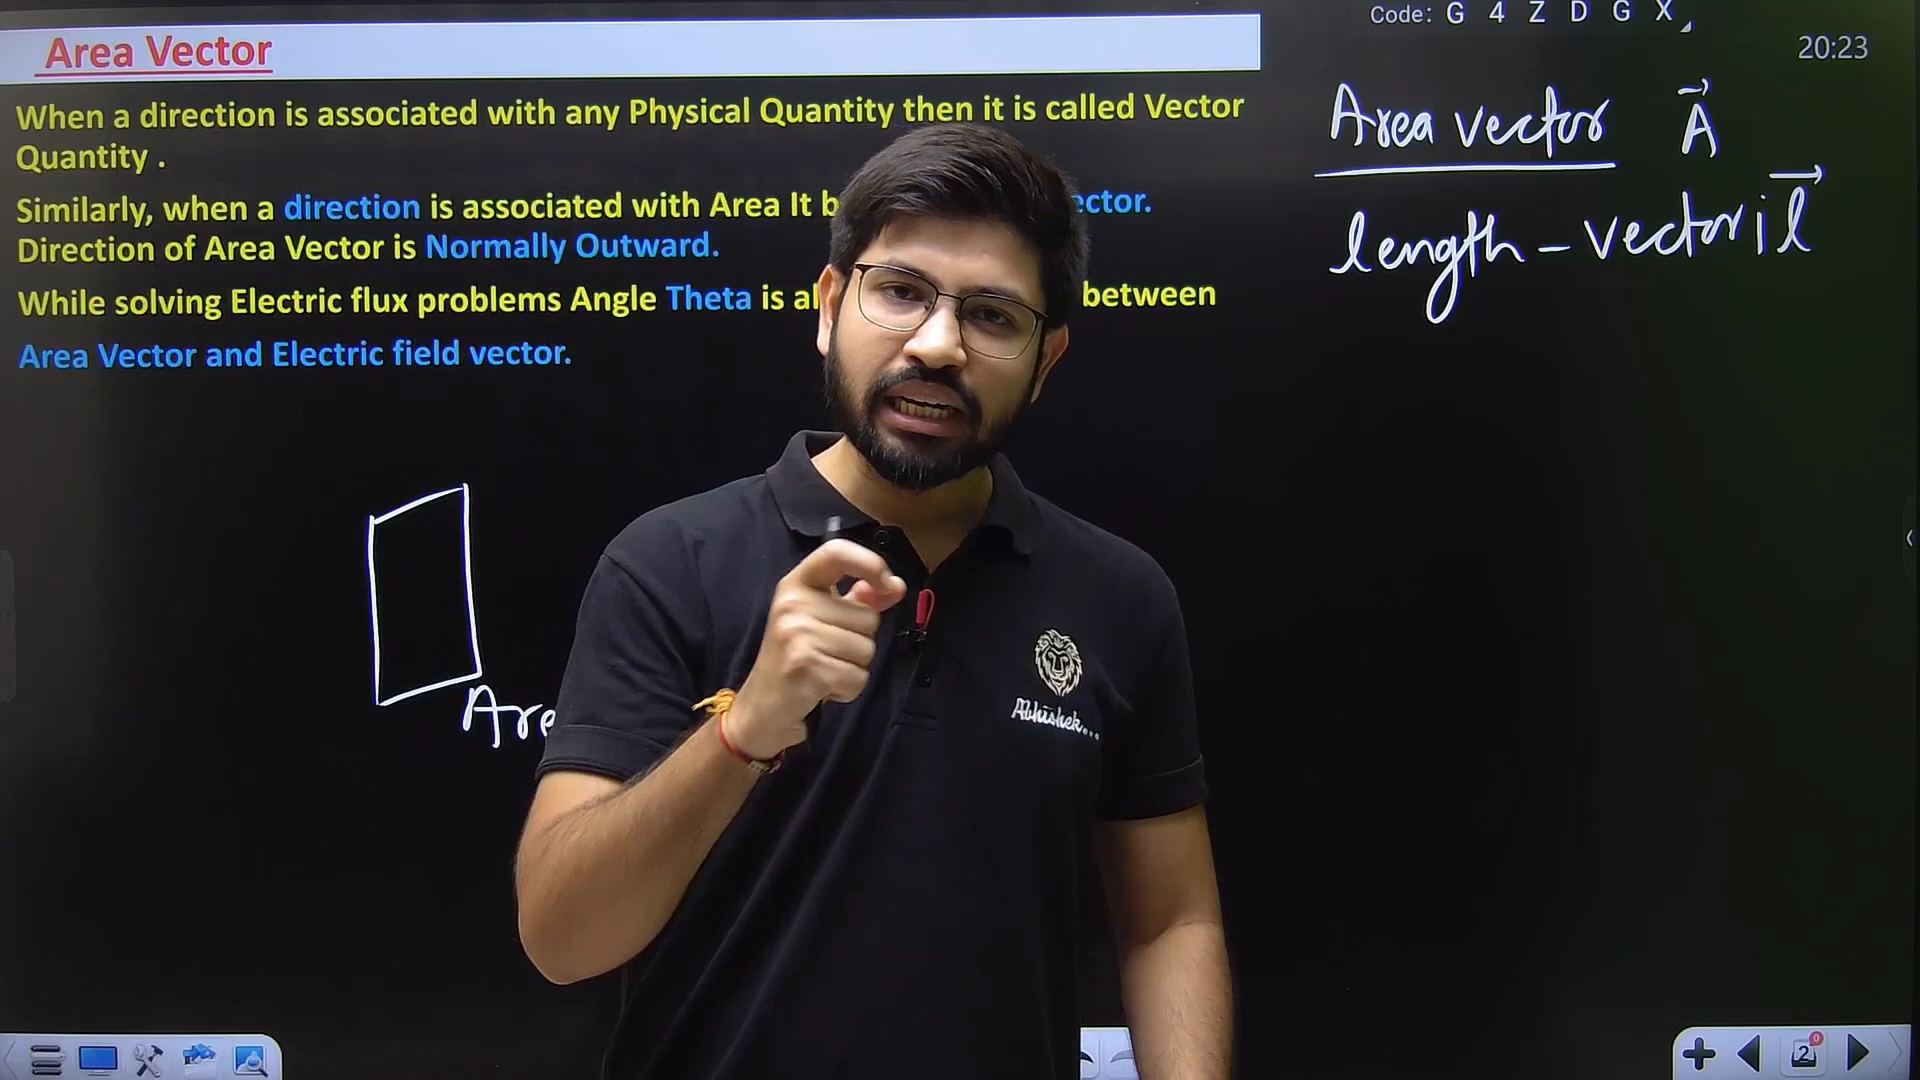 Code: G 4 Z D G X
20:23
Area Vector
When a direction is associated with any Physical Quantity then it is called Vector
Quantity .
Similarly, when a direction is associated with Area It b ector.
Direction of Area Vector is Normally Outward.
While solving Electric flux problems Angle Theta is al between
Area Vector and Electric field vector.
Area vector A
length - vector; l
Are
Abhishek...
2
0